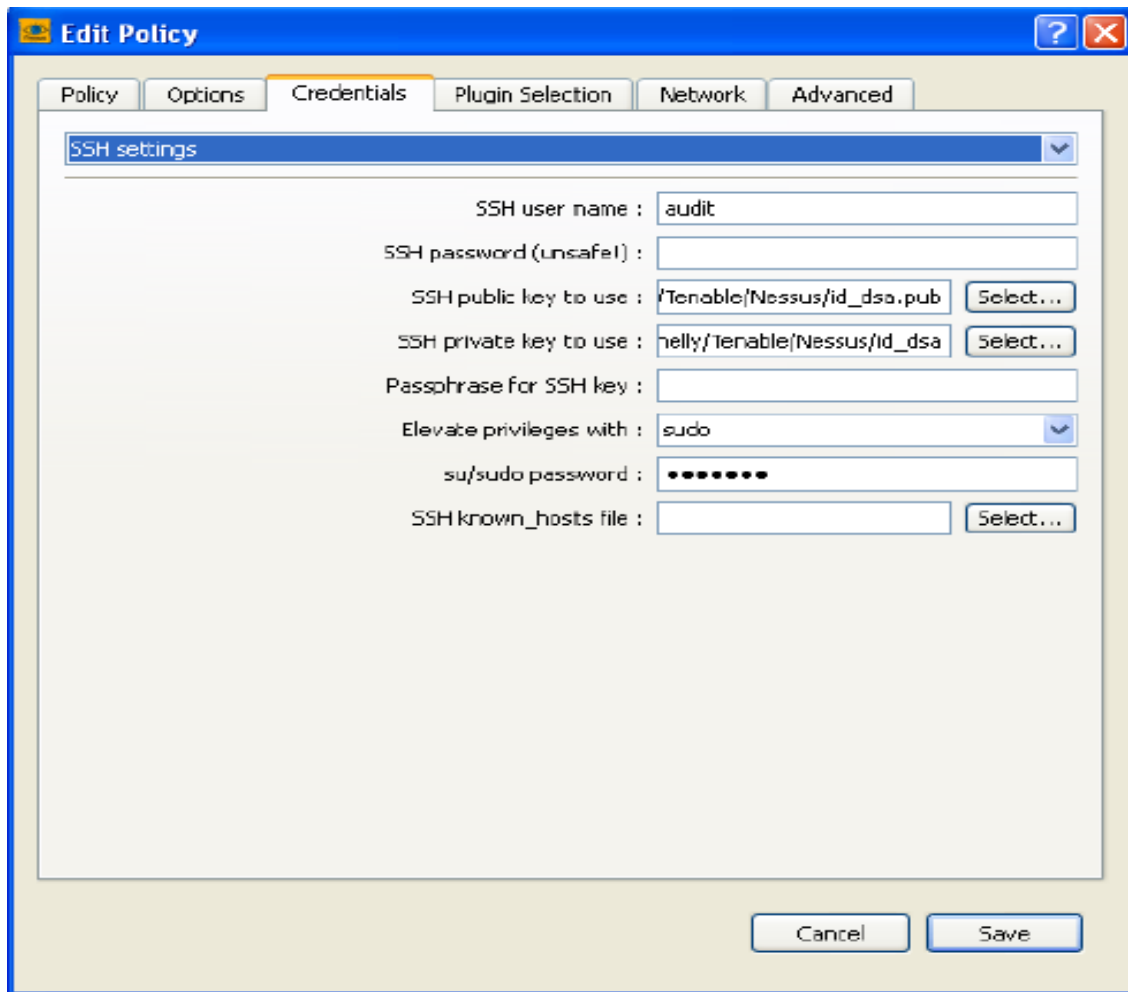 Edit Policy
Policy Options Credentials Plugin Selection Network Advanced
SSH settings
SSH user name : audit
SSH password (unsafe!) :
SSH public key to use : /Tenable/Nessus/id_dsa.pub Select...
SSH private key to use : nelly/Tenable/Nessus/id_dsa Select...
Passphrase for SSH key :
Elevate privileges with : sudo
su/sudo password : •••••••
SSH known_hosts file : Select...
Cancel Save